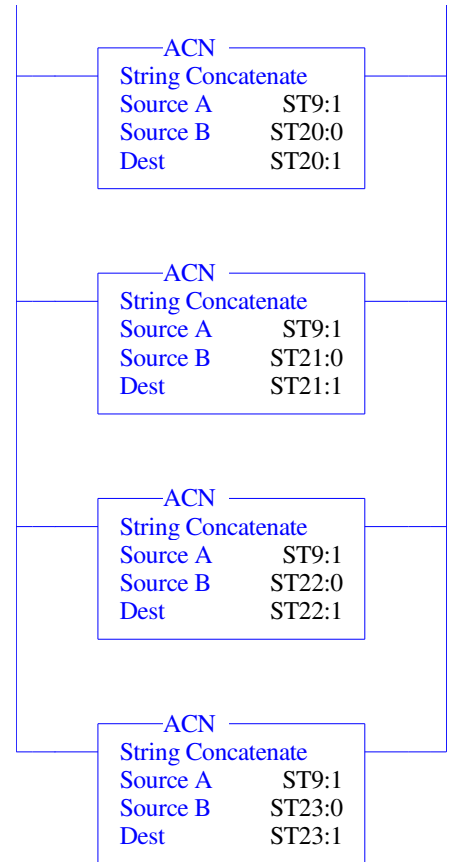 ACN
String Concatenate
Source A ST9:1
Source B ST20:0
Dest ST20:1
ACN
String Concatenate
Source A ST9:1
Source B ST21:0
Dest ST21:1
ACN
String Concatenate
Source A ST9:1
Source B ST22:0
Dest ST22:1
ACN
String Concatenate
Source A ST9:1
Source B ST23:0
Dest ST23:1